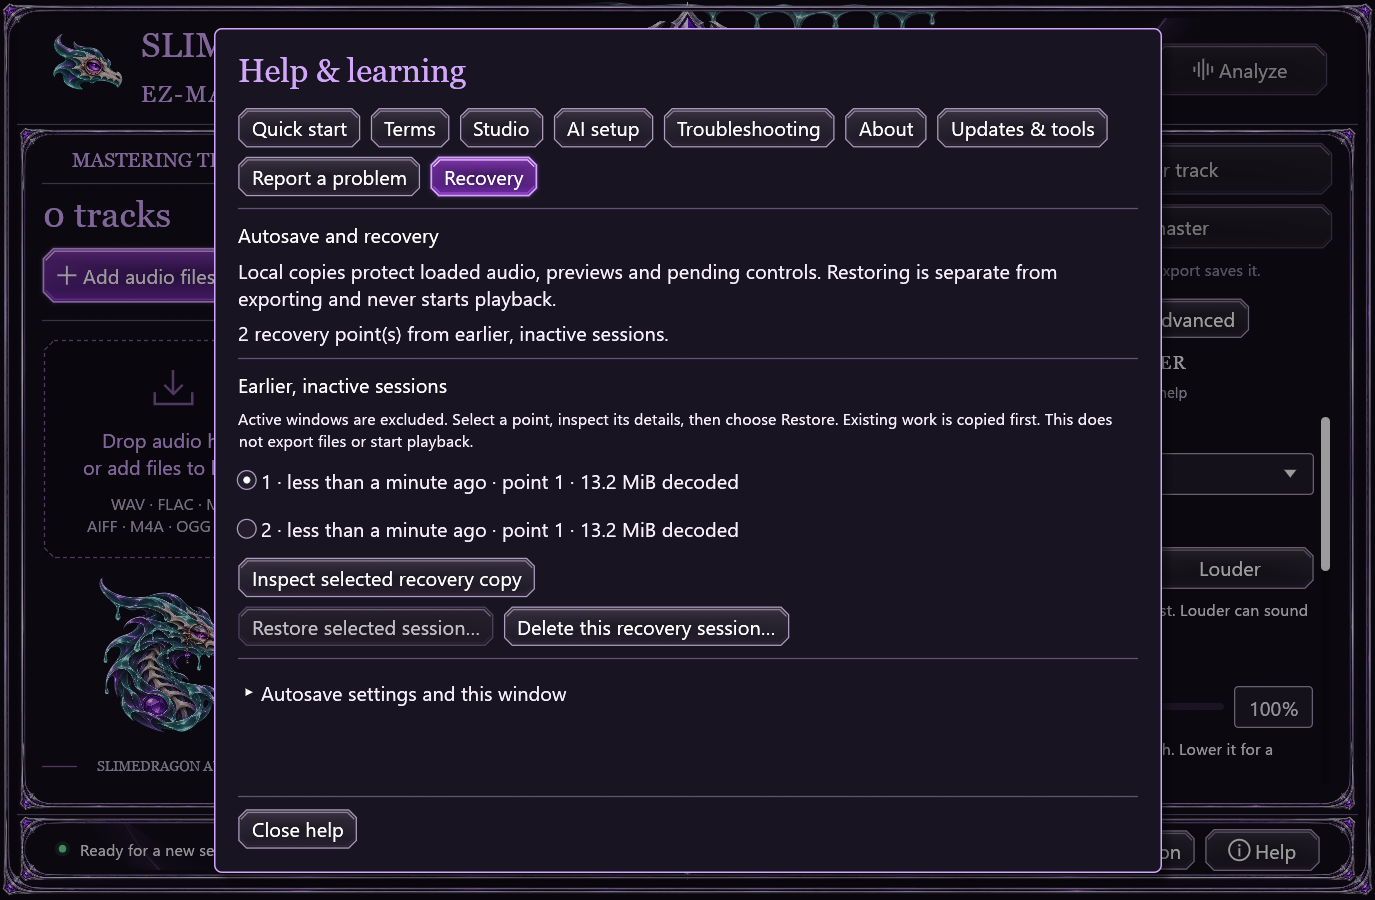 Help & learning
Quick start
Terms
Studio
AI setup
Troubleshooting
About
Updates & tools
Report a problem
Recovery
Autosave and recovery
Local copies protect loaded audio, previews and pending controls. Restoring is separate from
exporting and never starts playback.
2 recovery point(s) from earlier, inactive sessions.
Earlier, inactive sessions
Active windows are excluded. Select a point, inspect its details, then choose Restore. Existing work is copied first. This does
not export files or start playback.
1 · less than a minute ago · point 1 · 13.2 MiB decoded
2 · less than a minute ago · point 1 · 13.2 MiB decoded
Inspect selected recovery copy
Restore selected session...
Delete this recovery session...
Autosave settings and this window
Close help
Analyze
MASTERING
0 tracks
Add audio files
Drop audio
or add files to
WAV · FLAC ·
AIFF · M4A · OGG
SLIMEDRAGON
Ready for a new
track
saves it.
help
Louder
Louder can sound
100%
Lower it for a
Help